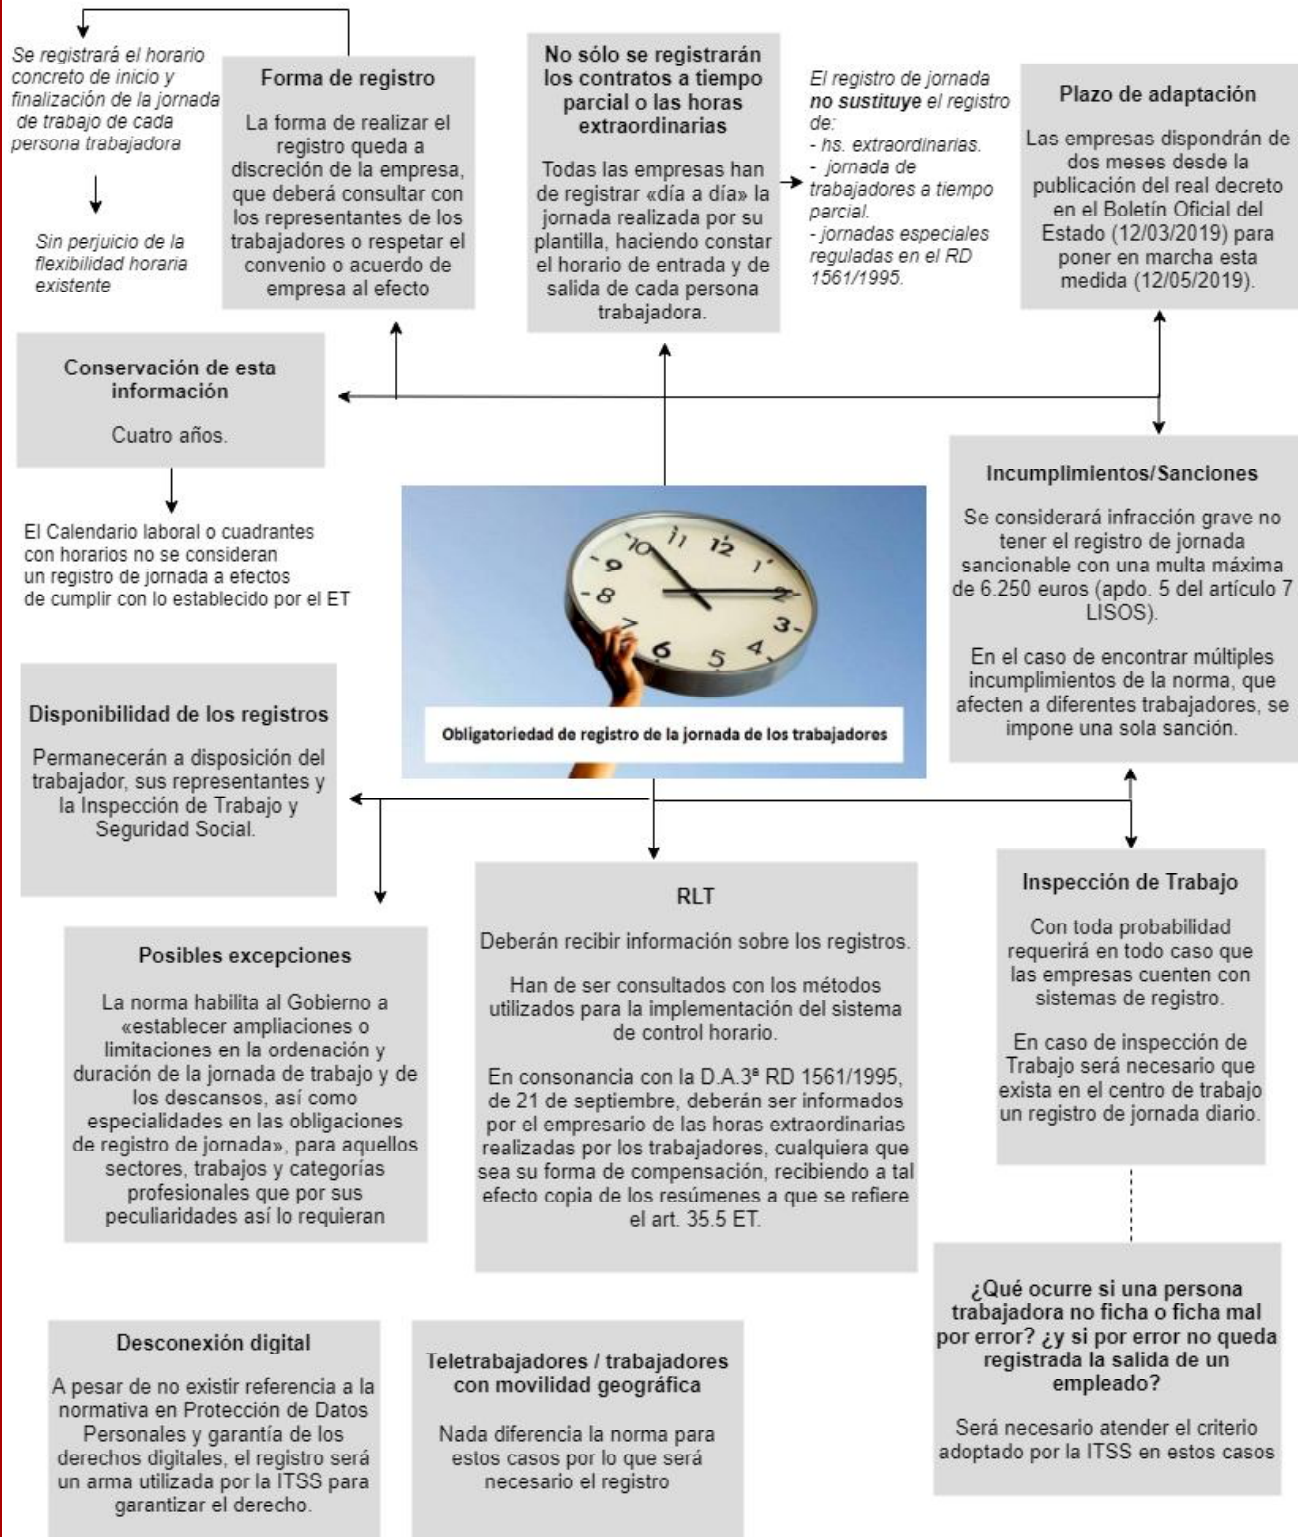 Se registrará el horario
concreto de inicio y
finalización de la jornada
de trabajo de cada
persona trabajadora
Sin perjuicio de la
flexibilidad horaria
existente
Forma de registro
La forma de realizar el
registro queda a
discreción de la empresa,
que deberá consultar con
los representantes de los
trabajadores o respetar el
convenio o acuerdo de
empresa al efecto
No sólo se registrarán
los contratos a tiempo
parcial o las horas
extraordinarias
Todas las empresas han
de registrar «día a día» la
jornada realizada por su
plantilla, haciendo constar
el horario de entrada y de
salida de cada persona
trabajadora.
El registro de jornada
no sustituye el registro
de:
- hs. extraordinarias.
- jornada de
trabajadores a tiempo
parcial.
- jornadas especiales
reguladas en el RD
1561/1995.
Plazo de adaptación
Las empresas dispondrán de
dos meses desde la
publicación del real decreto
en el Boletín Oficial del
Estado (12/03/2019) para
poner en marcha esta
medida (12/05/2019).
Conservación de esta
información
Cuatro años.
El Calendario laboral o cuadrantes
con horarios no se consideran
un registro de jornada a efectos
de cumplir con lo establecido por el ET
10 11 12 1 2 3 4 5 6 7 8 9
Obligatoriedad de registro de la jornada de los trabajadores
Incumplimientos/Sanciones
Se considerará infracción grave no
tener el registro de jornada
sancionable con una multa máxima
de 6.250 euros (apdo. 5 del artículo 7
LISOS).
En el caso de encontrar múltiples
incumplimientos de la norma, que
afecten a diferentes trabajadores, se
impone una sola sanción.
Disponibilidad de los registros
Permanecerán a disposición del
trabajador, sus representantes y
la Inspección de Trabajo y
Seguridad Social.
Posibles excepciones
La norma habilita al Gobierno a
«establecer ampliaciones o
limitaciones en la ordenación y
duración de la jornada de trabajo y de
los descansos, así como
especialidades en las obligaciones
de registro de jornada», para aquellos
sectores, trabajos y categorías
profesionales que por sus
peculiaridades así lo requieran
RLT
Deberán recibir información sobre los registros.
Han de ser consultados con los métodos
utilizados para la implementación del sistema
de control horario.
En consonancia con la D.A.3ª RD 1561/1995,
de 21 de septiembre, deberán ser informados
por el empresario de las horas extraordinarias
realizadas por los trabajadores, cualquiera que
sea su forma de compensación, recibiendo a tal
efecto copia de los resúmenes a que se refiere
el art. 35.5 ET.
Inspección de Trabajo
Con toda probabilidad
requerirá en todo caso que
las empresas cuenten con
sistemas de registro.
En caso de inspección de
Trabajo será necesario que
exista en el centro de trabajo
un registro de jornada diario.
¿Qué ocurre si una persona
trabajadora no ficha o ficha mal
por error? ¿y si por error no queda
registrada la salida de un
empleado?
Será necesario atender el criterio
adoptado por la ITSS en estos casos
Desconexión digital
A pesar de no existir referencia a la
normativa en Protección de Datos
Personales y garantía de los
derechos digitales, el registro será
un arma utilizada por la ITSS para
garantizar el derecho.
Teletrabajadores / trabajadores
con movilidad geográfica
Nada diferencia la norma para
estos casos por lo que será
necesario el registro